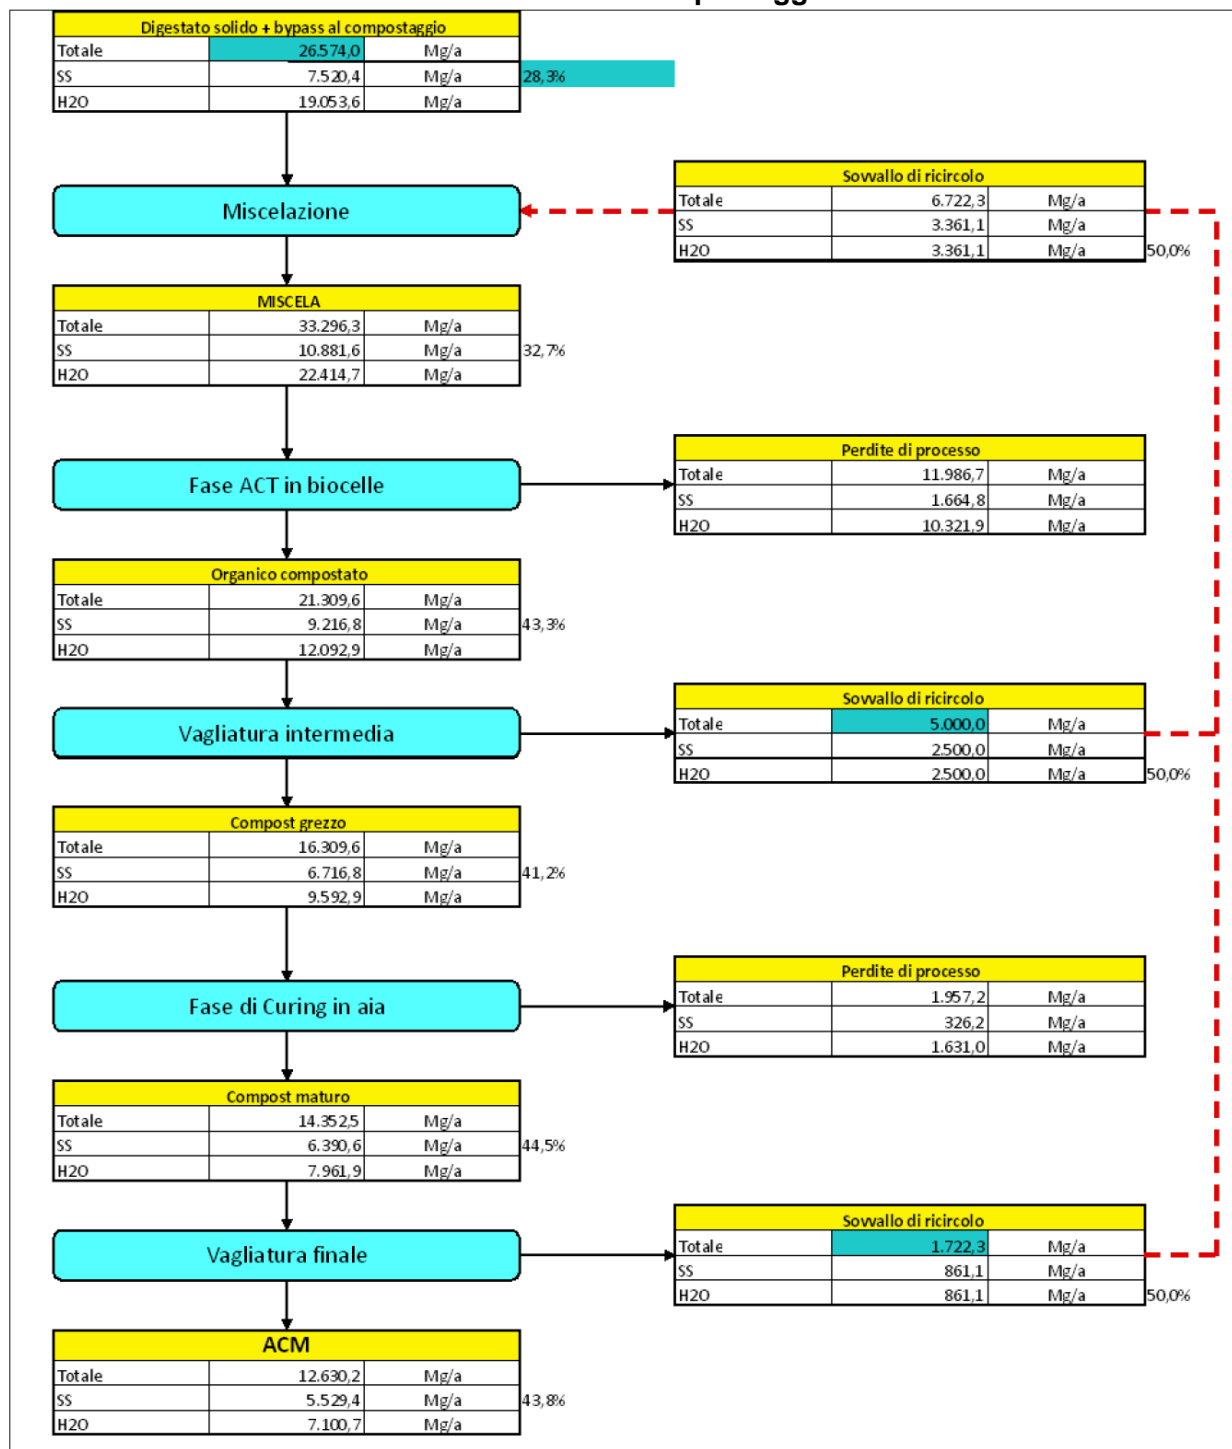 Digestato solido + bypass al compostaggio
Totale 26.574,0 Mg/a
SS 7.520,4 Mg/a 28,3%
H2O 19.053,6 Mg/a
Miscelazione
Sovvallo di ricircolo
Totale 6.722,3 Mg/a
SS 3.361,1 Mg/a
H2O 3.361,1 Mg/a 50,0%
MISCELA
Totale 33.296,3 Mg/a
SS 10.881,6 Mg/a 32,7%
H2O 22.414,7 Mg/a
Fase ACT in biocelle
Perdite di processo
Totale 11.986,7 Mg/a
SS 1.664,8 Mg/a
H2O 10.321,9 Mg/a
Organico compostato
Totale 21.309,6 Mg/a
SS 9.216,8 Mg/a 43,3%
H2O 12.092,9 Mg/a
Vagliatura intermedia
Sovvallo di ricircolo
Totale 5.000,0 Mg/a
SS 2.500,0 Mg/a
H2O 2.500,0 Mg/a 50,0%
Compost grezzo
Totale 16.309,6 Mg/a
SS 6.716,8 Mg/a 41,2%
H2O 9.592,9 Mg/a
Fase di Curing in aia
Perdite di processo
Totale 1.957,2 Mg/a
SS 326,2 Mg/a
H2O 1.631,0 Mg/a
Compost maturo
Totale 14.352,5 Mg/a
SS 6.390,6 Mg/a 44,5%
H2O 7.961,9 Mg/a
Vagliatura finale
Sovvallo di ricircolo
Totale 1.722,3 Mg/a
SS 861,1 Mg/a
H2O 861,1 Mg/a 50,0%
ACM
Totale 12.630,2 Mg/a
SS 5.529,4 Mg/a 43,8%
H2O 7.100,7 Mg/a